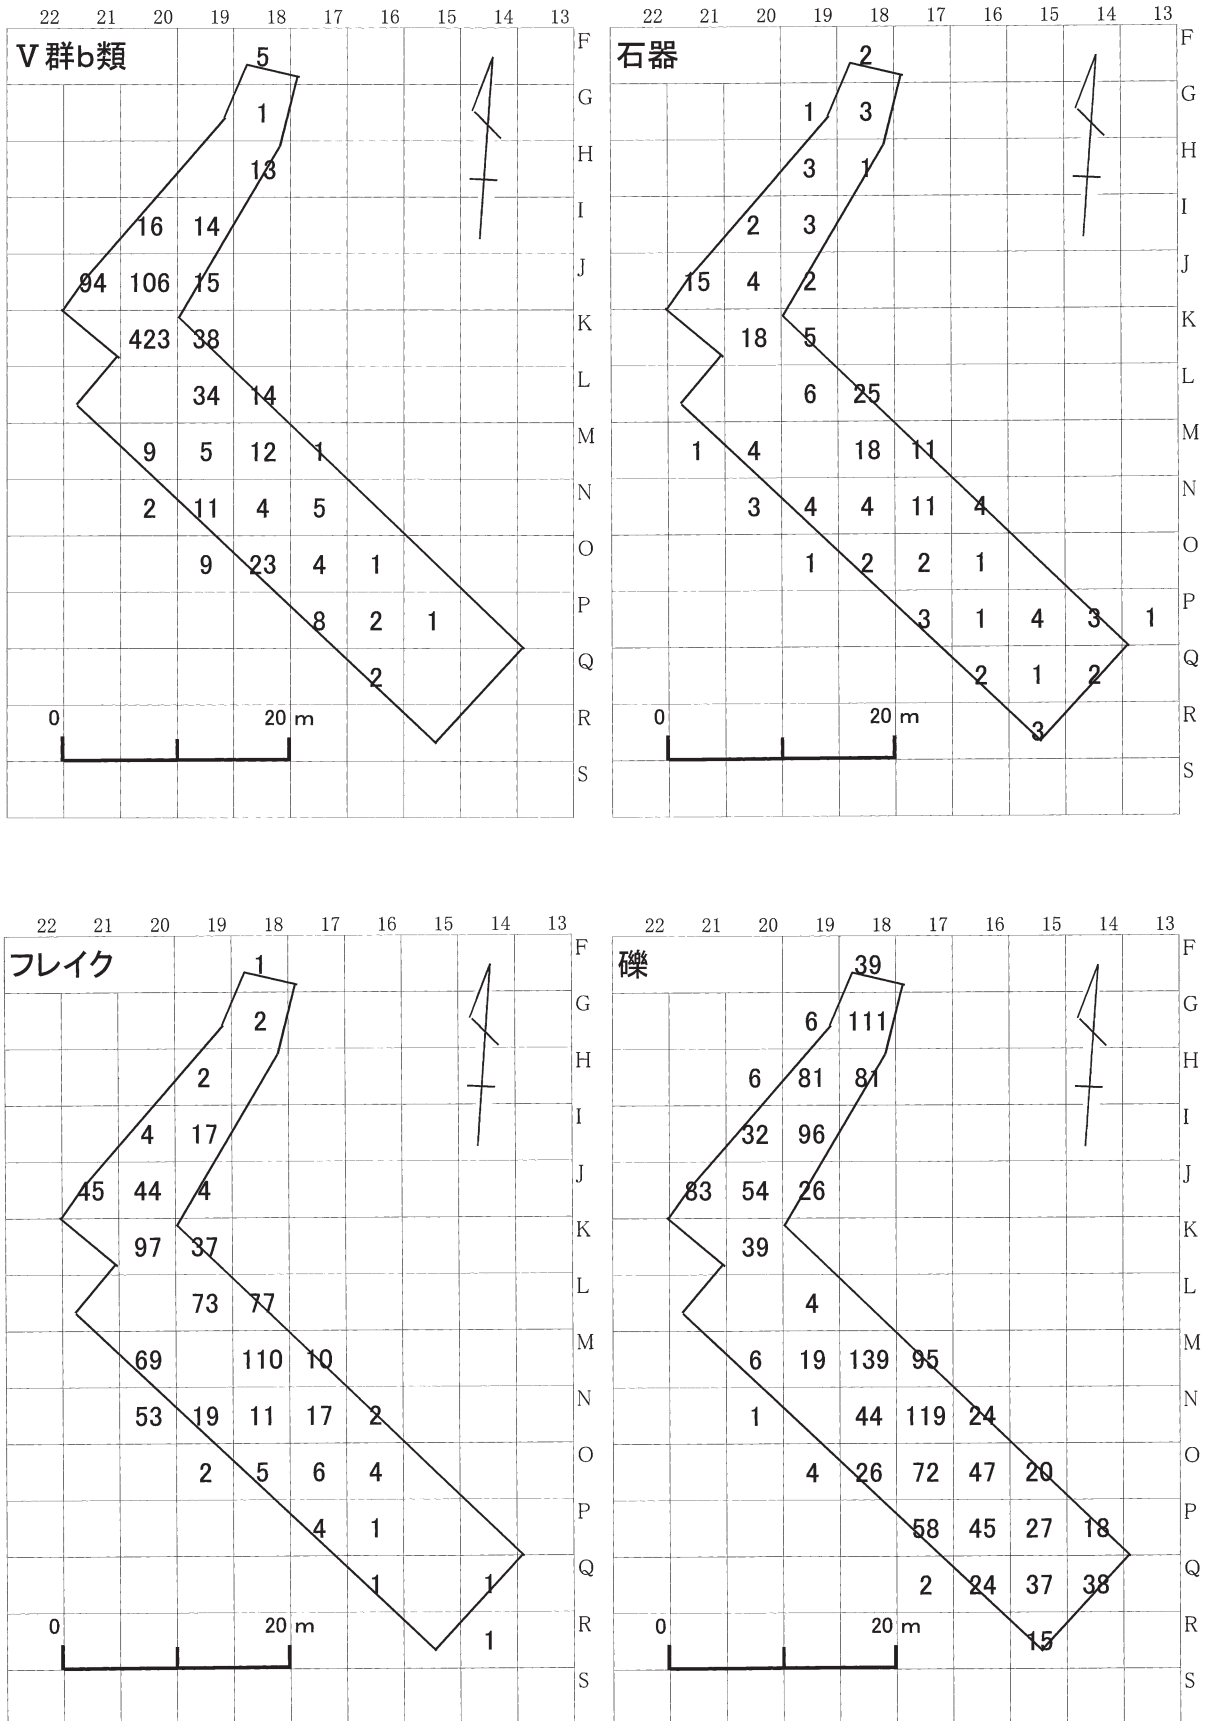 22 21 20 19 18 17 16 15 14 13
V群b類 5 F
1 G
13 H
16 14 I
94 106 15 J
423 38 K
34 14 L
9 5 12 1 M
2 11 4 5 N
9 23 4 1 O
8 2 1 P
2 Q
0 20 m R
S
22 21 20 19 18 17 16 15 14 13
石器 2 F
1 3 G
3 1 H
2 3 I
15 4 2 J
18 5 K
6 25 L
1 4 18 11 M
3 4 4 11 4 N
1 2 2 1 O
3 1 4 3 1 P
2 1 2 Q
0 20 m 3 R
S
22 21 20 19 18 17 16 15 14 13
フレイク 1 F
2 G
2 H
4 17 I
45 44 4 J
97 37 K
73 77 L
69 110 10 M
53 19 11 17 2 N
2 5 6 4 O
4 1 P
1 1 Q
0 20 m 1 R
S
22 21 20 19 18 17 16 15 14 13
礫 39 F
6 111 G
6 81 81 H
32 96 I
83 54 26 J
39 K
4 L
6 19 139 95 M
1 44 119 24 N
4 26 72 47 20 O
58 45 27 18 P
2 24 37 38 Q
0 20 m 15 R
S